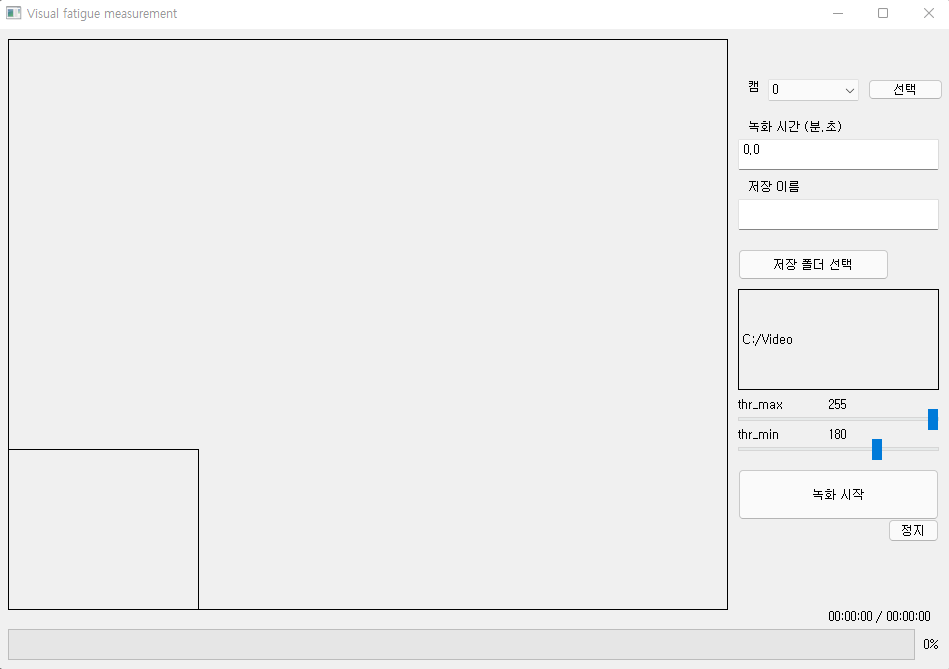 Visual fatigue measurement
캠 0 선택
녹화 시간 (분,초)
0,0
저장 이름
저장 폴더 선택
C:/Video
thr_max 255
thr_min 180
녹화 시작
정지
00:00:00 / 00:00:00
0%